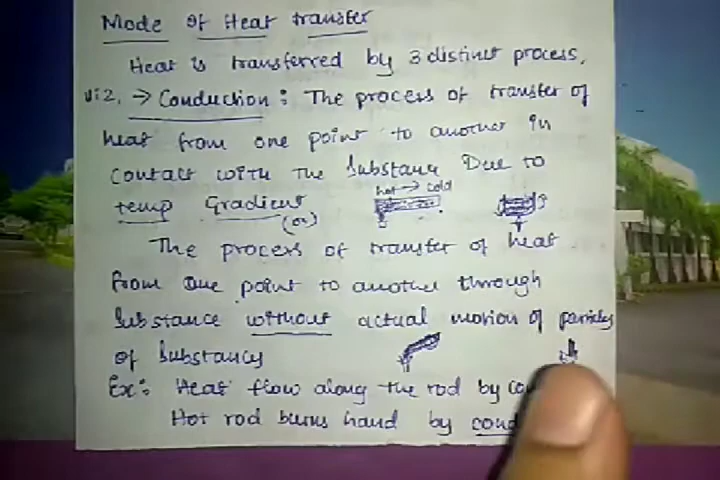 Mode of Heat transfer
Heat is transferred by 3 distinct process,
viz, → Conduction : The process of transfer of
heat from one point to another in
contact with the Substance Due to
hot → cold
temp Gradient
(or)
The process of transfer of heat
from one point to another through
Substance without actual motion of particles
of Substancy
Ex: Heat flow along the rod by
Hot rod burns hand by